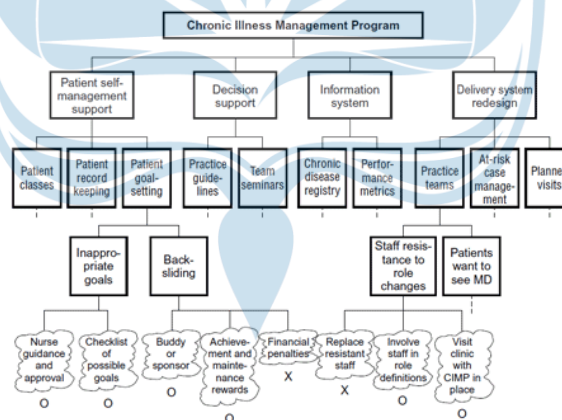 Chronic Illness Management Program
Patient self-
management
support
Decision
support
Information
system
Delivery system
redesign
Patient
classes
Patient
record
keeping
Patient
goal-
setting
Practice
guide-
lines
Team
seminars
Chronic
disease
registry
Perfor-
mance
metrics
Practice
teams
At-risk
case
manage-
ment
Planne
visits
Inappro-
priate
goals
Back-
sliding
Staff resis-
tance to
role
changes
Patients
want to
see MD
Nurse
guidance
and
approval
Checklist
of
possible
goals
Buddy
or
sponsor
Achieve-
ment and
mainte-
nance
rewards
Financial
penalties
Replace
resistant
staff
Involve
staff in
role
definitions
Visit
clinic
with
CIMP in
place
O
O
O
O
X
X
O
O